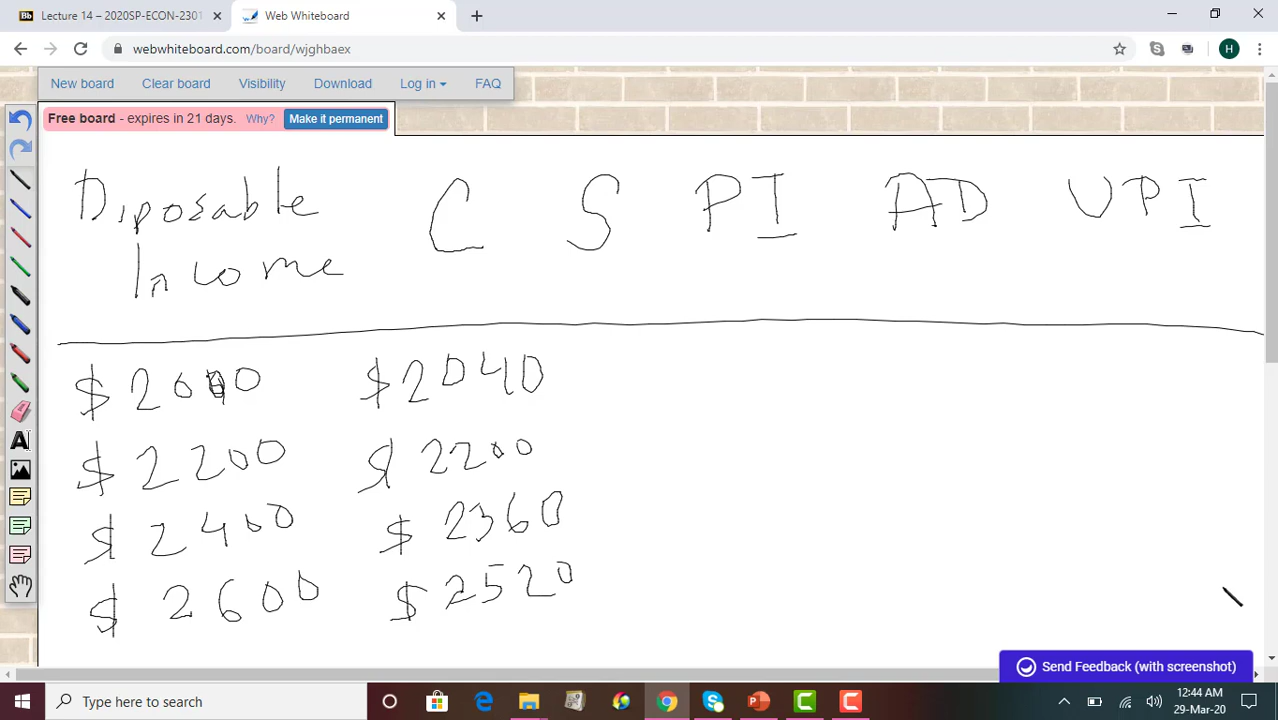 Lecture 14 – 2020SP-ECON-2301
Web Whiteboard
webwhiteboard.com/board/wjghbaex
H
New board Clear board Visibility Download Log in FAQ
Free board - expires in 21 days. Why? Make it permanent
Diposable C S PI AD UPI
Income
$2000 $2040
$2200 $2200
$2400 $2360
$2600 $2520
Send Feedback (with screenshot)
Type here to search
12:44 AM
29-Mar-20